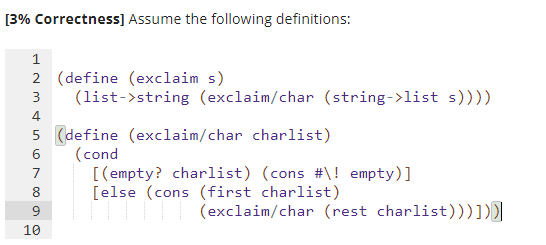 [3% Correctness] Assume the following definitions:
1
2 (define (exclaim s)
3   (list->string (exclaim/char (string->list s))))
4
5 (define (exclaim/char charlist)
6   (cond
7     [(empty? charlist) (cons #\! empty)]
8     [else (cons (first charlist)
9                 (exclaim/char (rest charlist)))]))
10